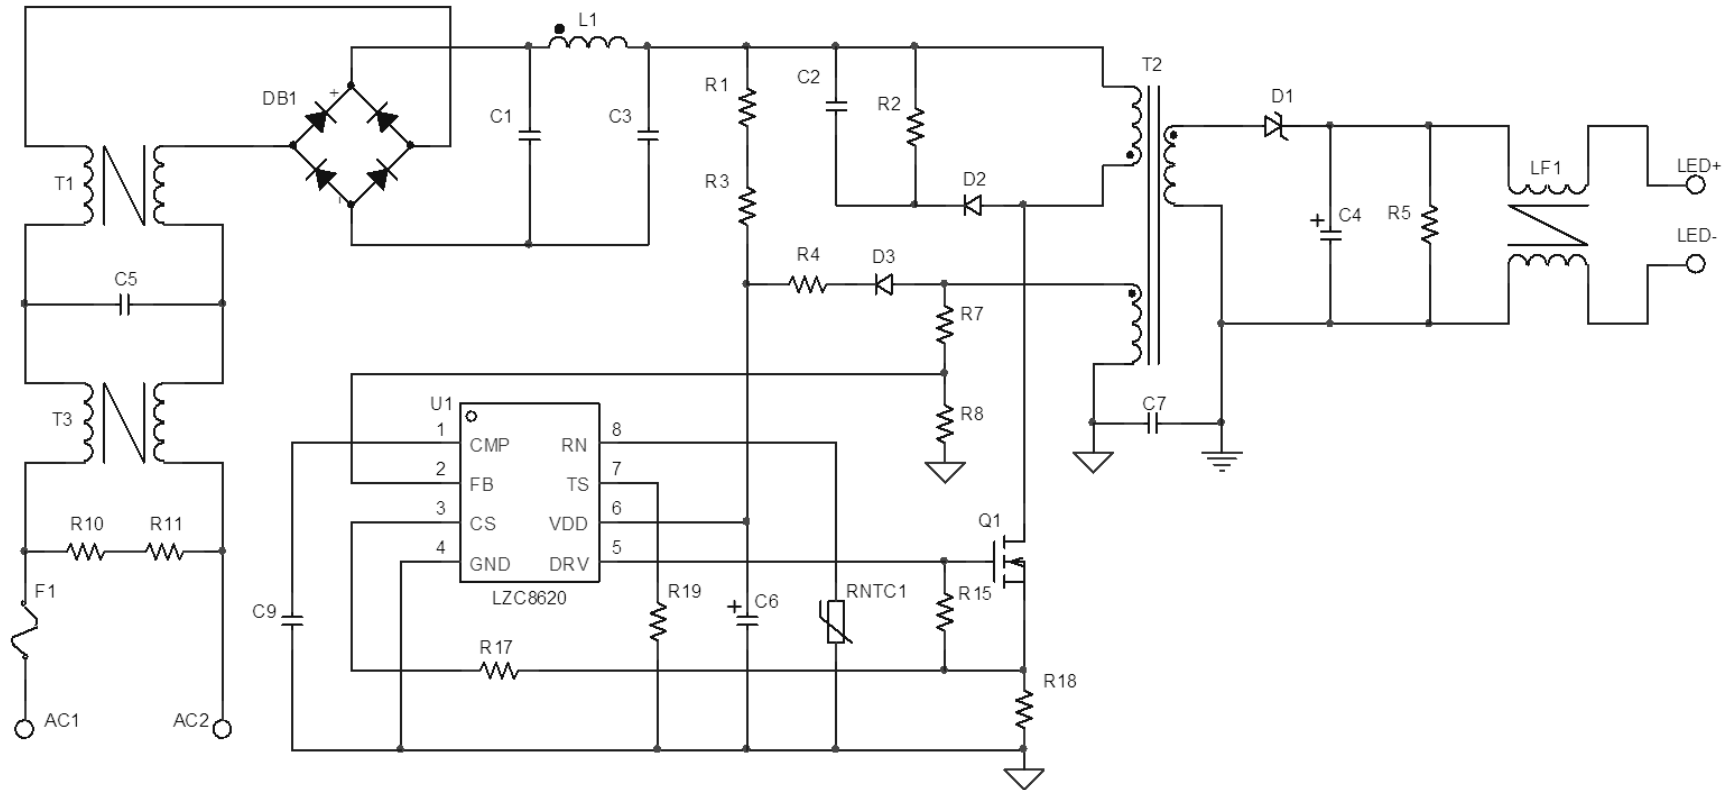 L1
T2
DB1
+
-
C1
C3
R1
C2
R2
D1
T1
R3
D2
LF1
LED+
+
C4
R5
LED-
C5
R4
D3
R7
T3
U1
R8
C7
1
CMP
RN
8
2
FB
TS
7
3
CS
VDD
6
4
GND
DRV
5
LZC8620
R10
R11
Q1
F1
C9
R19
+
C6
RNTC1
R15
R17
R18
AC1
AC2